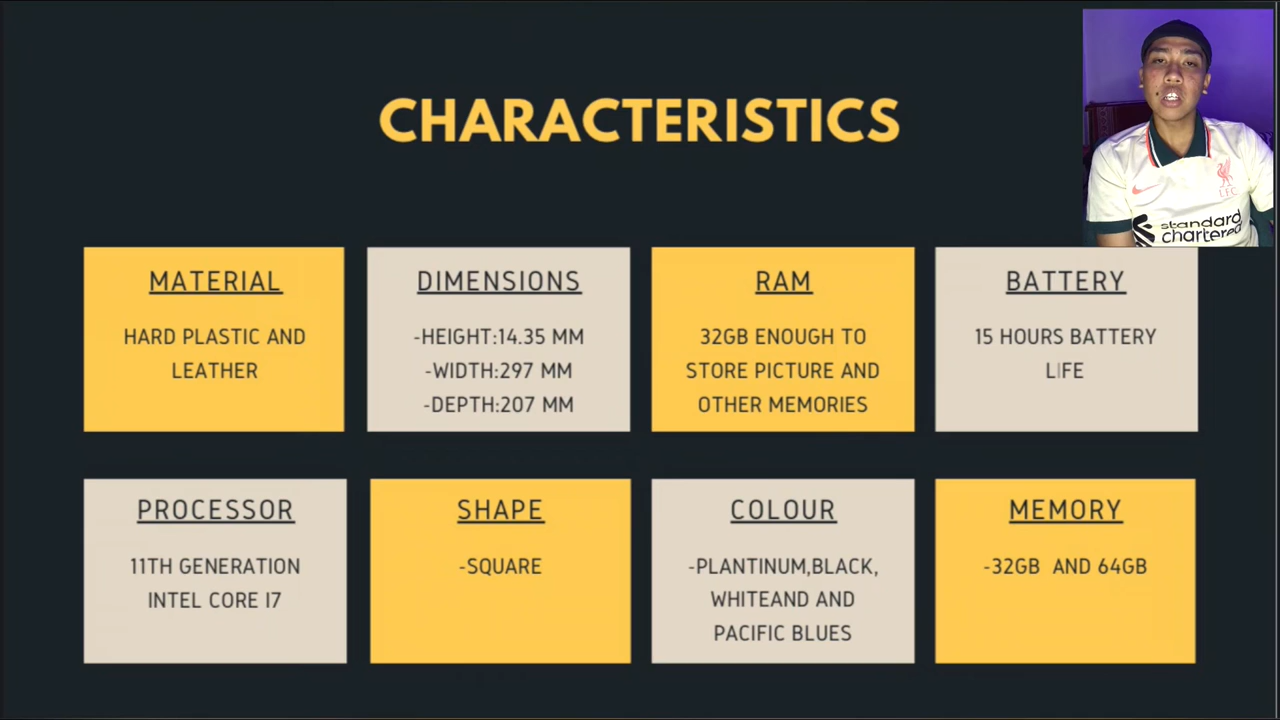 CHARACTERISTICS
MATERIAL
HARD PLASTIC AND
LEATHER
DIMENSIONS
-HEIGHT:14.35 MM
-WIDTH:297 MM
-DEPTH:207 MM
RAM
32GB ENOUGH TO
STORE PICTURE AND
OTHER MEMORIES
BATTERY
15 HOURS BATTERY
LIFE
PROCESSOR
11TH GENERATION
INTEL CORE I7
SHAPE
-SQUARE
COLOUR
-PLANTINUM,BLACK,
WHITEAND AND
PACIFIC BLUES
MEMORY
-32GB  AND 64GB
L.F.C.
standard
chartered